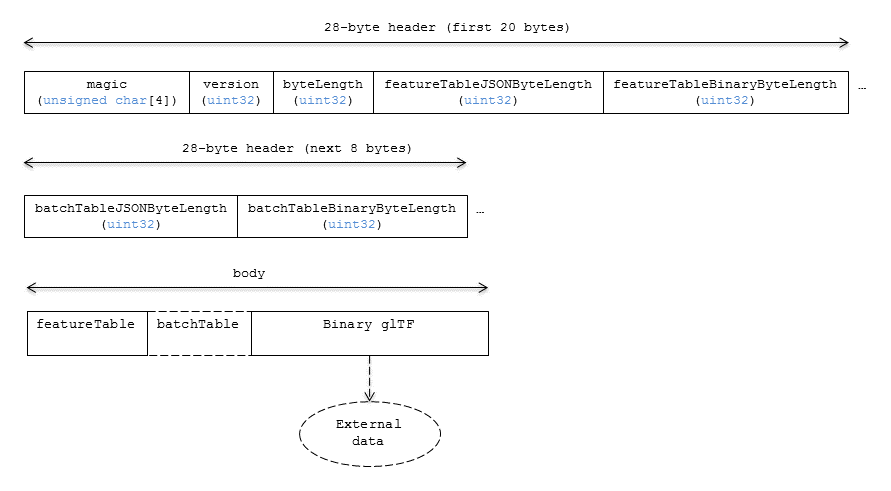 28-byte header (first 20 bytes)
magic version byteLength featureTableJSONByteLength featureTableBinaryByteLength
(unsigned char[4]) (uint32) (uint32) (uint32) (uint32) …
28-byte header (next 8 bytes)
batchTableJSONByteLength batchTableBinaryByteLength
(uint32) (uint32) …
body
featureTable batchTable Binary glTF
External
data